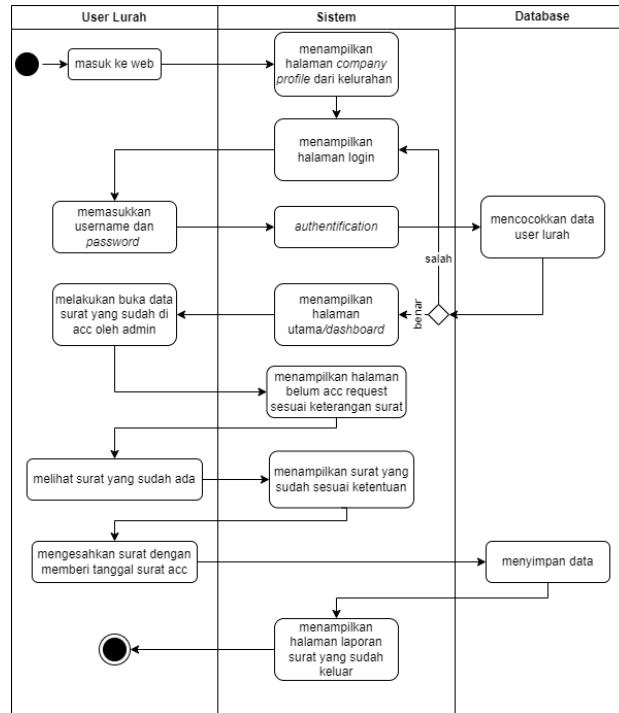 User Lurah
Sistem
Database
masuk ke web
menampilkan
halaman company
profile dari kelurahan
menampilkan
halaman login
memasukkan
username dan
password
authentification
mencocokkan data
user lurah
salah
benar
menampilkan
halaman
utama/dashboard
melakukan buka data
surat yang sudah di
acc oleh admin
menampilkan halaman
belum acc request
sesuai keterangan surat
melihat surat yang sudah ada
menampilkan surat yang
sudah sesuai ketentuan
mengesahkan surat dengan
memberi tanggal surat acc
menyimpan data
menampilkan
halaman laporan
surat yang sudah
keluar